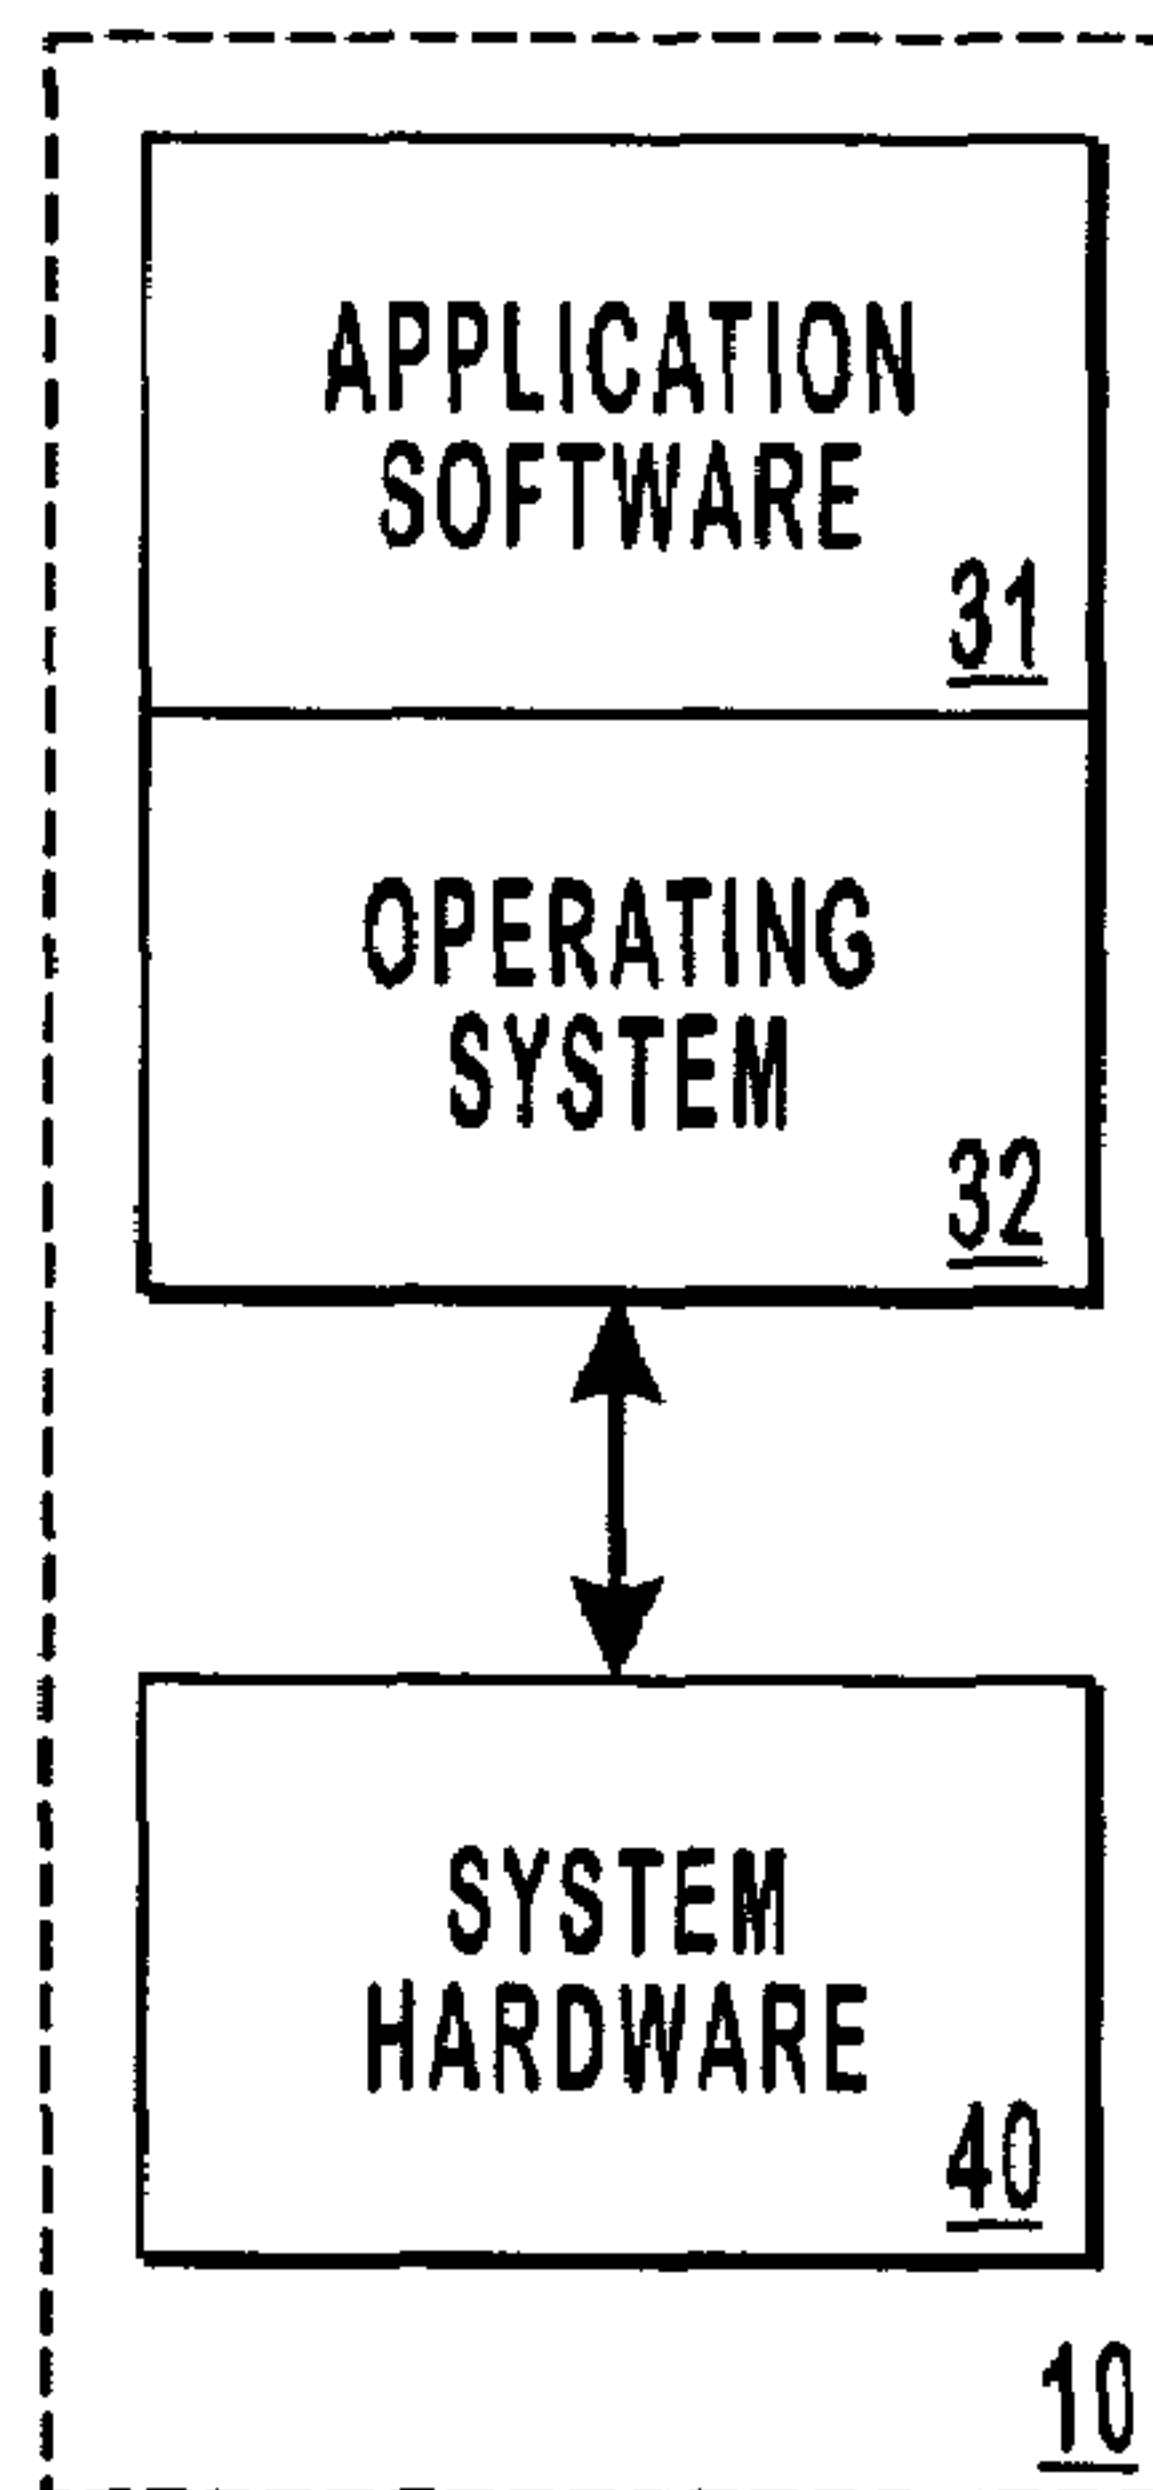 APPLICATION
SOFTWARE
31
OPERATING
SYSTEM
32
SYSTEM
HARDWARE
40
10